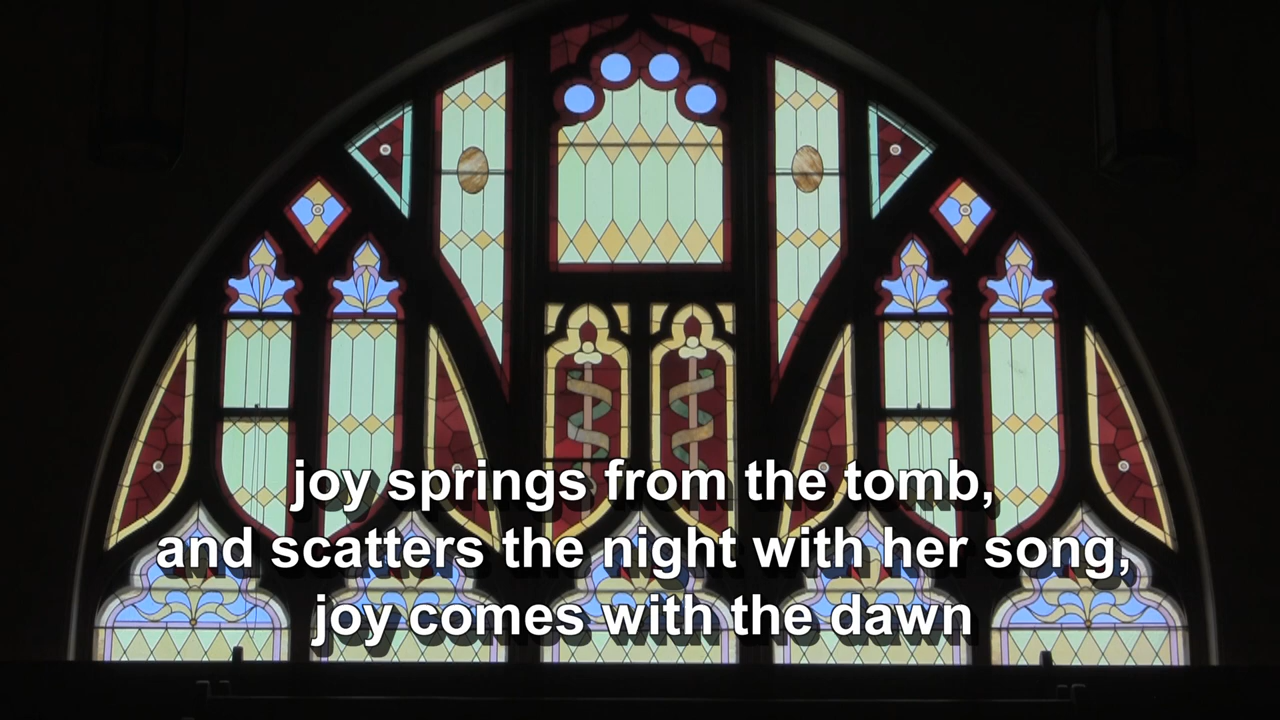 joy springs from the tomb,
and scatters the night with her song,
joy comes with the dawn